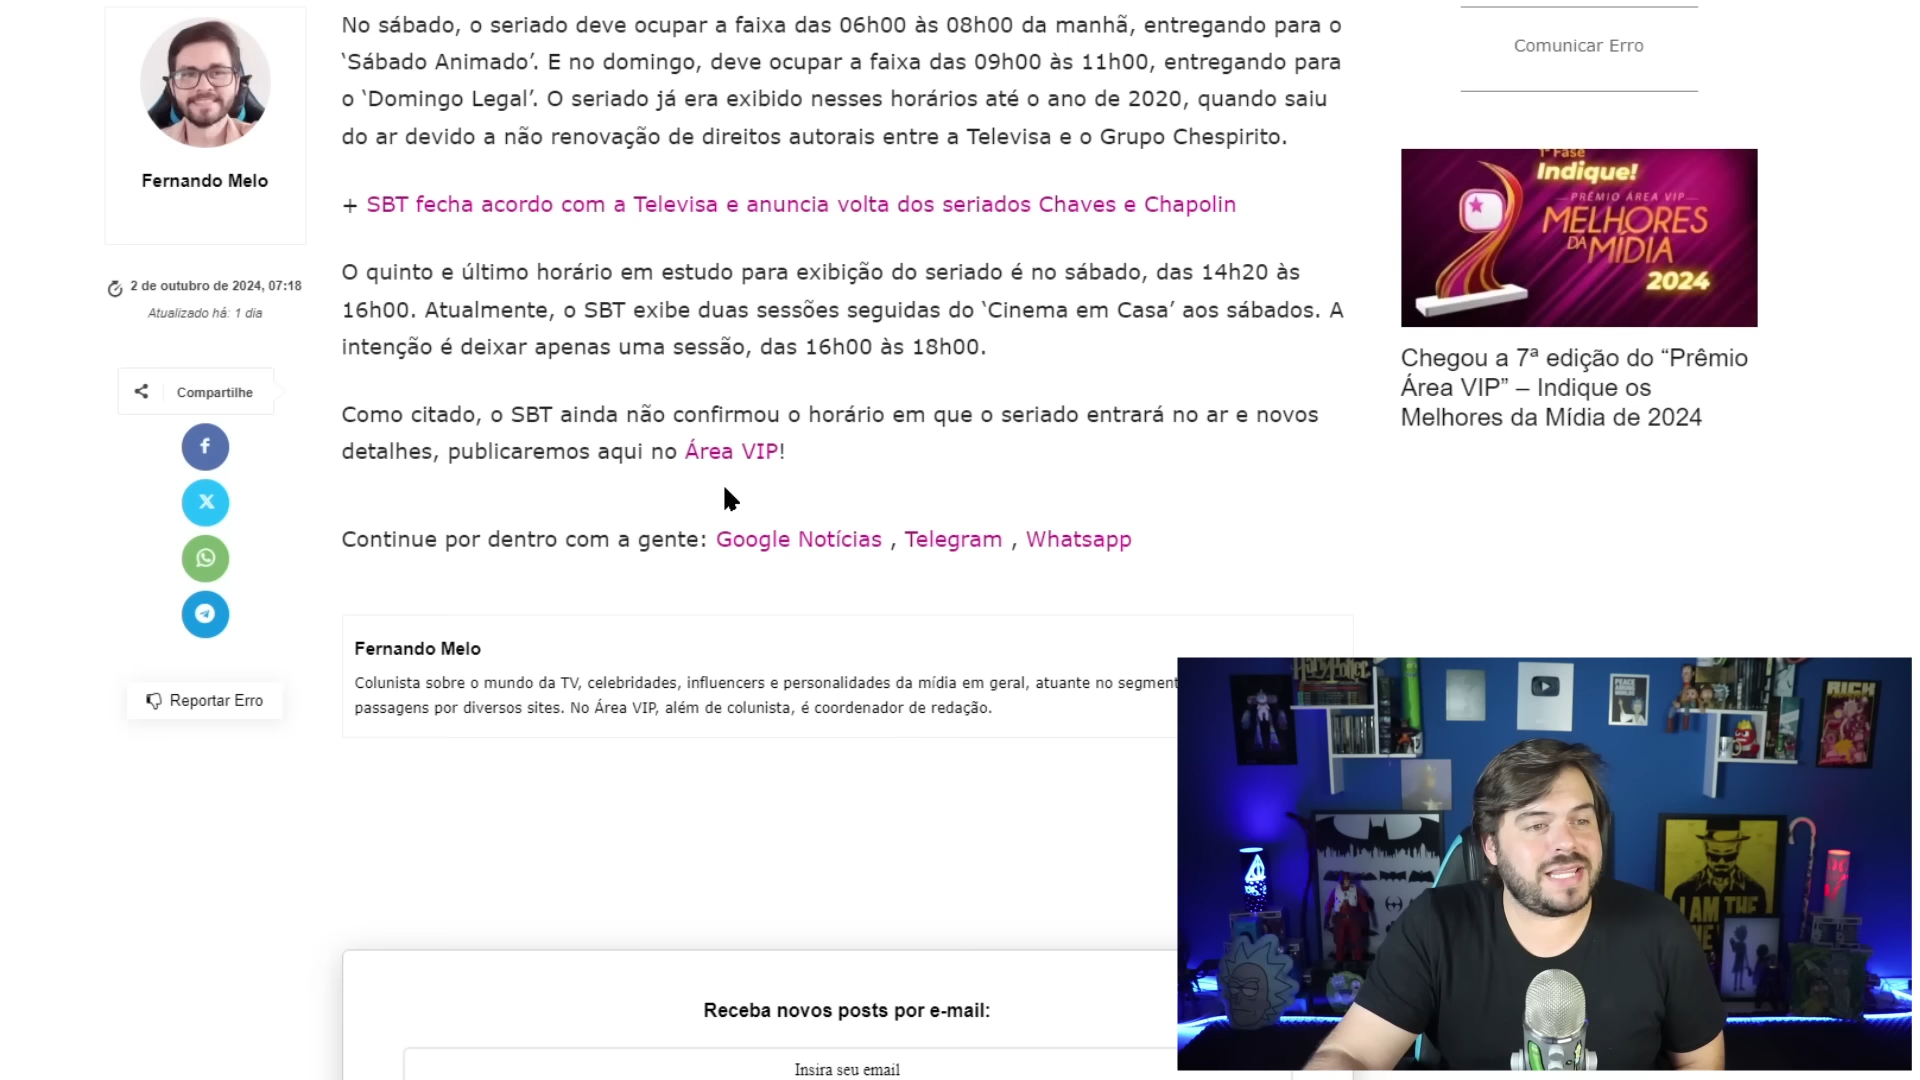 Fernando Melo
2 de outubro de 2024, 07:18
Atualizado há: 1 dia
Compartilhe
Reportar Erro
No sábado, o seriado deve ocupar a faixa das 06h00 às 08h00 da manhã, entregando para o
‘Sábado Animado’. E no domingo, deve ocupar a faixa das 09h00 às 11h00, entregando para
o ‘Domingo Legal’. O seriado já era exibido nesses horários até o ano de 2020, quando saiu
do ar devido a não renovação de direitos autorais entre a Televisa e o Grupo Chespirito.
+ SBT fecha acordo com a Televisa e anuncia volta dos seriados Chaves e Chapolin
O quinto e último horário em estudo para exibição do seriado é no sábado, das 14h20 às
16h00. Atualmente, o SBT exibe duas sessões seguidas do ‘Cinema em Casa’ aos sábados. A
intenção é deixar apenas uma sessão, das 16h00 às 18h00.
Como citado, o SBT ainda não confirmou o horário em que o seriado entrará no ar e novos
detalhes, publicaremos aqui no Área VIP!
Continue por dentro com a gente: Google Notícias , Telegram , Whatsapp
Fernando Melo
Colunista sobre o mundo da TV, celebridades, influencers e personalidades da mídia em geral, atuante no segment
passagens por diversos sites. No Área VIP, além de colunista, é coordenador de redação.
Receba novos posts por e-mail:
Insira seu email
Comunicar Erro
1ª Fase
Indique!
PRÊMIO ÁREA VIP
MELHORES
DA MÍDIA
2024
Chegou a 7ª edição do “Prêmio
Área VIP” – Indique os
Melhores da Mídia de 2024
Harry Potter
PEACE
RICK
I AM THE